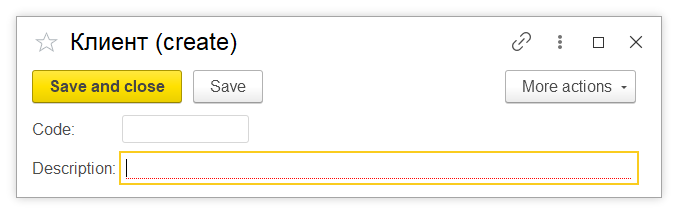 Клиент (create)
Save and close Save More actions
Code:
Description: